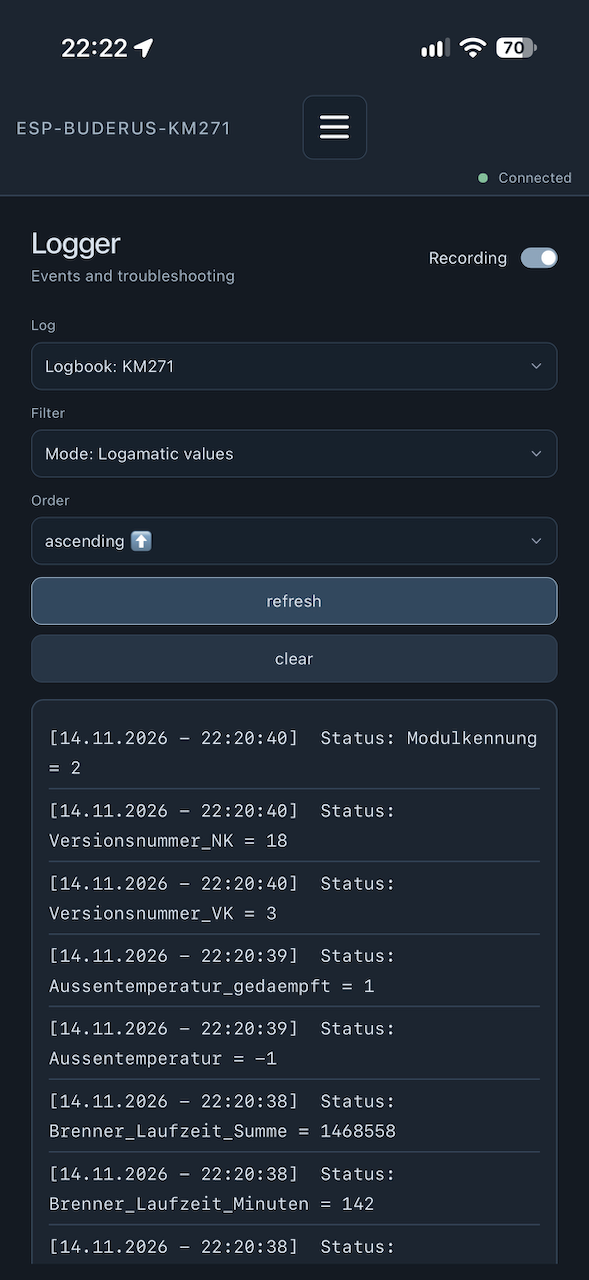 22:22
70
ESP-BUDERUS-KM271
Connected
Logger
Events and troubleshooting
Recording
Log
Logbook: KM271
Filter
Mode: Logamatic values
Order
ascending ⬆️
refresh
clear
[14.11.2026 – 22:20:40]  Status: Modulkennung
= 2
[14.11.2026 – 22:20:40]  Status:
Versionsnummer_NK = 18
[14.11.2026 – 22:20:40]  Status:
Versionsnummer_VK = 3
[14.11.2026 – 22:20:39]  Status:
Aussentemperatur_gedaempft = 1
[14.11.2026 – 22:20:39]  Status:
Aussentemperatur = –1
[14.11.2026 – 22:20:38]  Status:
Brenner_Laufzeit_Summe = 1468558
[14.11.2026 – 22:20:38]  Status:
Brenner_Laufzeit_Minuten = 142
[14.11.2026 – 22:20:38]  Status: